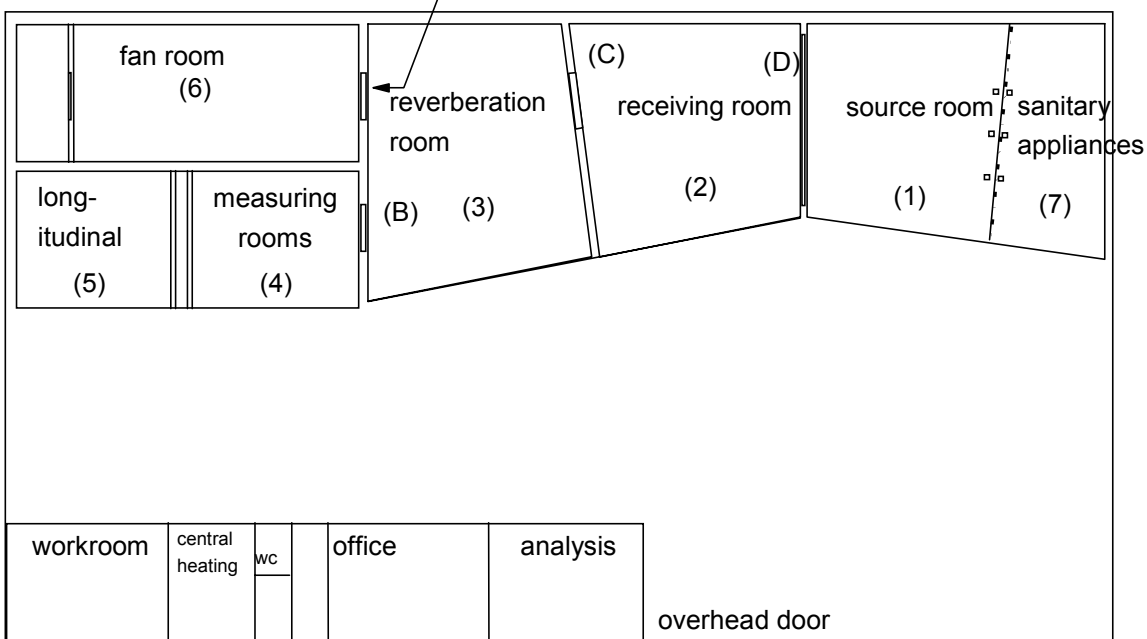 fan room
(6)
reverberation
room
(B)
(3)
(C)
receiving room
(2)
(D)
source room
(1)
sanitary
appliances
(7)
long-
itudinal
(5)
measuring
rooms
(4)
workroom
central
heating
wc
office
analysis
overhead door